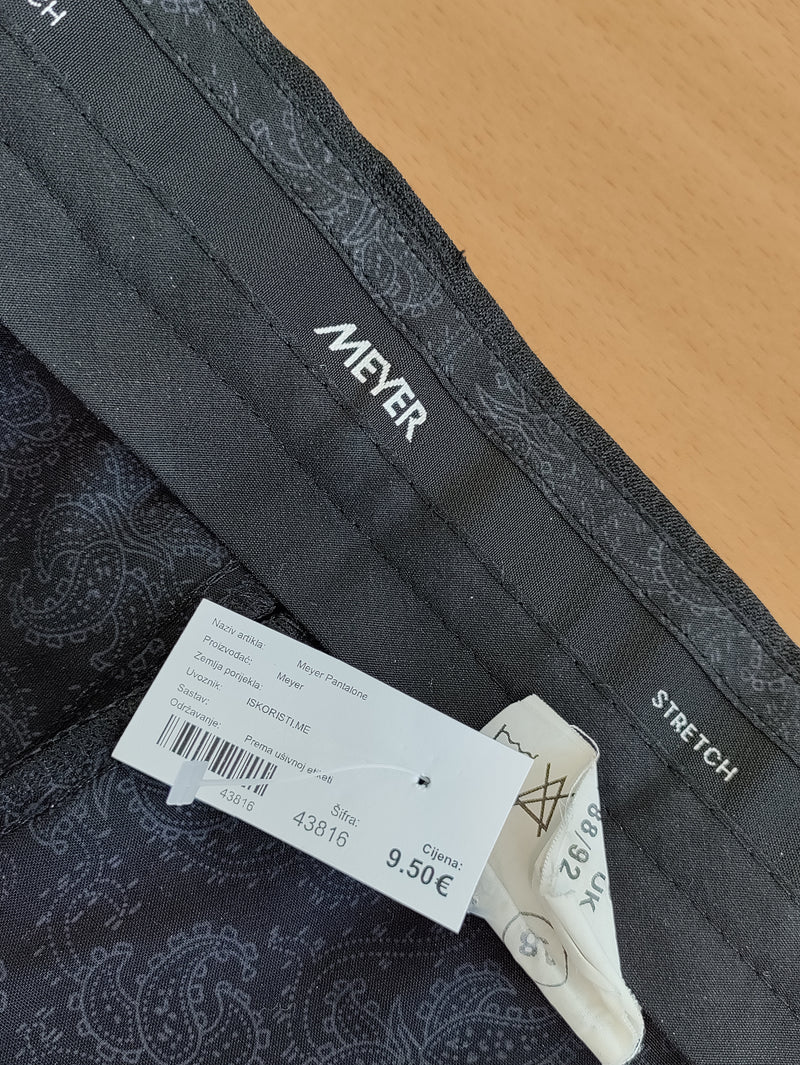 CH
MEYER
STRETCH
Naziv artikla: Meyer Pantalone
Proizvođač: Meyer
Zemlja porijekla:
Uvoznik: ISKORISTI.ME
Sastav:
Održavanje: Prema ušivnoj etiketi
43816
Šifra:
43816
Cijena:
9.50€
88/92
UK